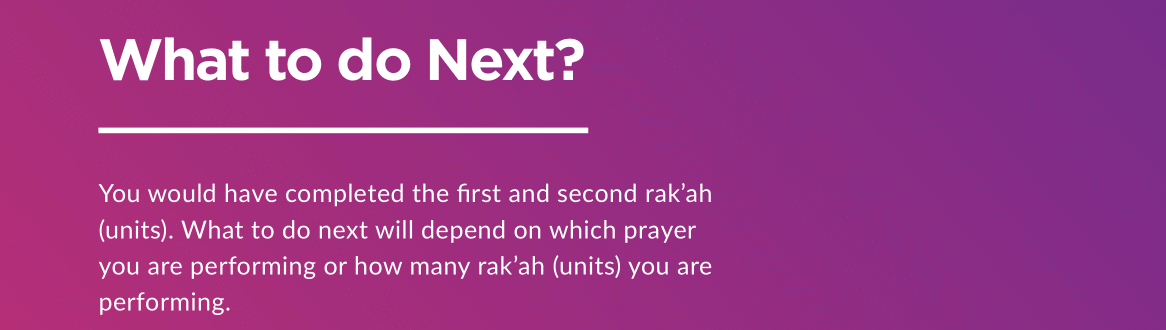 What to do Next?
You would have completed the first and second rak’ah
(units). What to do next will depend on which prayer
you are performing or how many rak’ah (units) you are
performing.